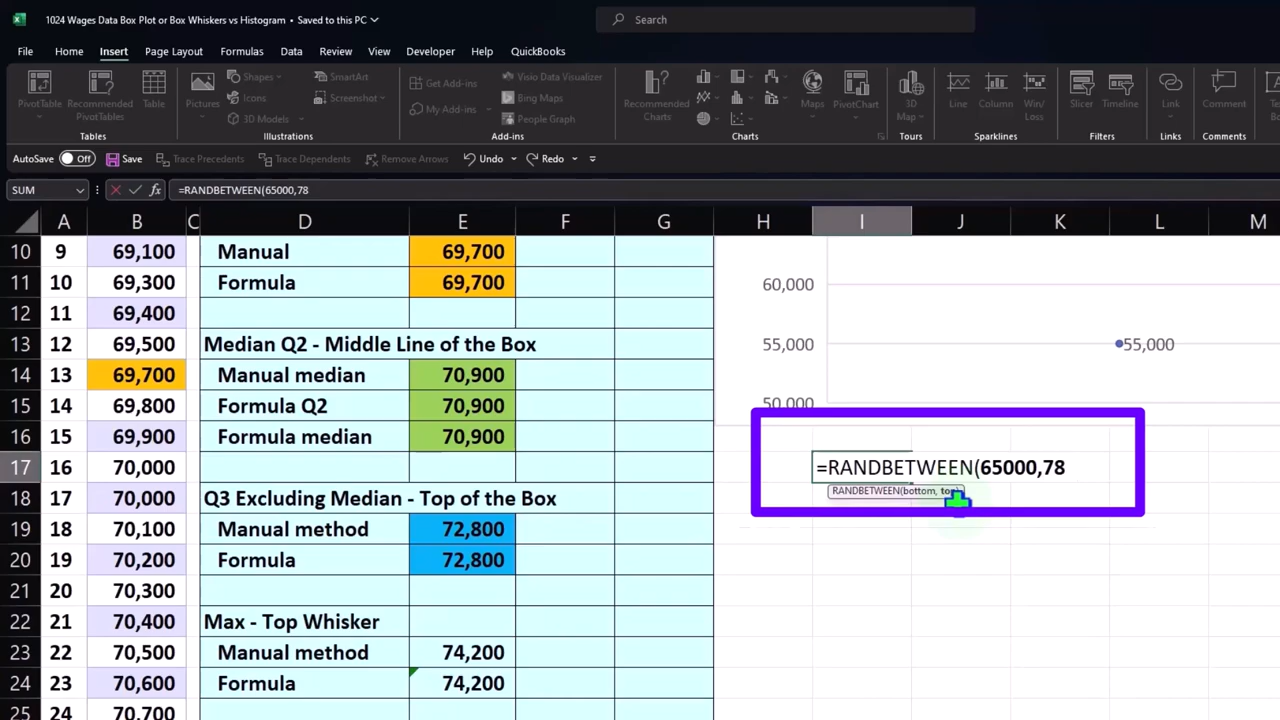 1024 Wages Data Box Plot or Box Whiskers vs Histogram • Saved to this PC
Search
File Home Insert Page Layout Formulas Data Review View Developer Help QuickBooks
PivotTable
Recommended PivotTables
Table
Tables
Pictures
Shapes
Icons
3D Models
SmartArt
Screenshot
Illustrations
Get Add-ins
My Add-ins
Visio Data Visualizer
Bing Maps
People Graph
Add-ins
Recommended Charts
Maps
PivotChart
Charts
3D Map
Tours
Line
Column
Win/Loss
Sparklines
Slicer
Timeline
Filters
Link
Links
Comment
Comments
AutoSave Off Save Trace Precedents Trace Dependents Remove Arrows Undo Redo
SUM fx =RANDBETWEEN(65000,78
A B C D E F G H I J K L M
10 9 69,100 Manual 69,700
11 10 69,300 Formula 69,700
12 11 69,400
13 12 69,500 Median Q2 - Middle Line of the Box
14 13 69,700 Manual median 70,900
15 14 69,800 Formula Q2 70,900
16 15 69,900 Formula median 70,900
17 16 70,000
18 17 70,000 Q3 Excluding Median - Top of the Box
19 18 70,100 Manual method 72,800
20 19 70,200 Formula 72,800
21 20 70,300
22 21 70,400 Max - Top Whisker
23 22 70,500 Manual method 74,200
24 23 70,600 Formula 74,200
25 24 70,700
60,000
55,000 55,000
50,000
=RANDBETWEEN(65000,78
RANDBETWEEN(bottom, top)